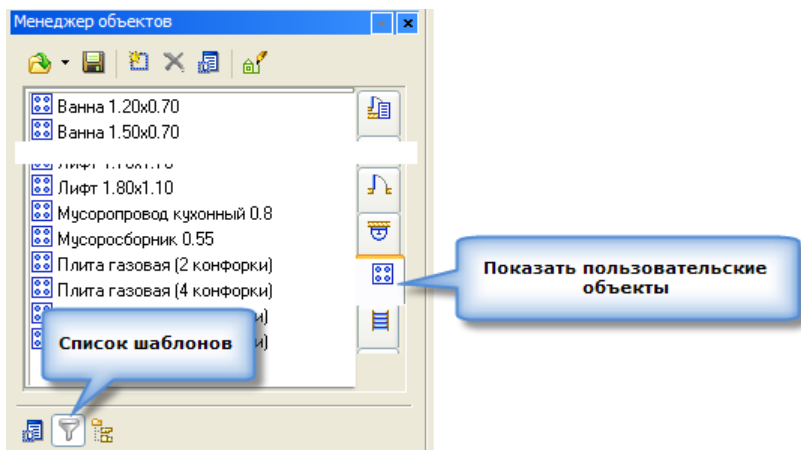 Менеджер объектов
Ванна 1.20x0.70
Ванна 1.50x0.70
Лифт 1.80x1.10
Мусоропровод кухонный 0.8
Мусоросборник 0.55
Плита газовая (2 конфорки)
Плита газовая (4 конфорки)
и)
и)
Список шаблонов
Показать пользовательские
объекты